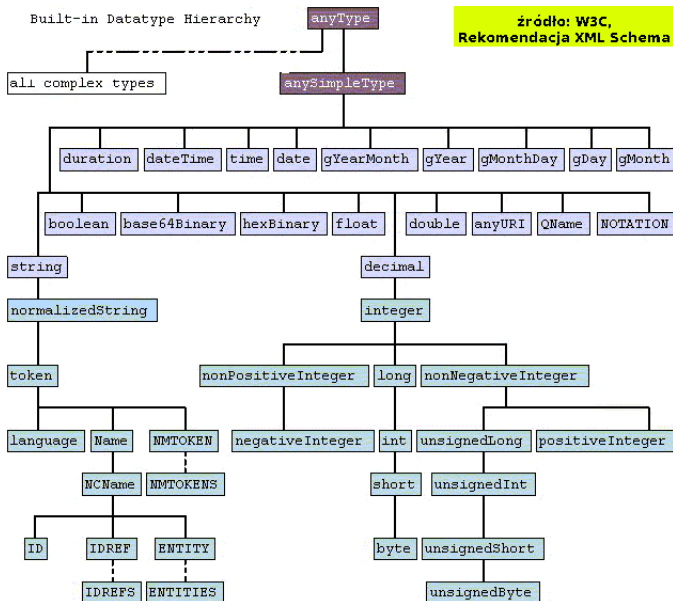 Built-in Datatype Hierarchy
anyType
źródło: W3C,
Rekomendacja XML Schema
all complex types
anySimpleType
duration dateTime time date gYearMonth gYear gMonthDay gDay gMonth
boolean base64Binary hexBinary float double anyURI QName NOTATION
string decimal
normalizedString integer
token nonPositiveInteger long nonNegativeInteger
language Name NMTOKEN negativeInteger int unsignedLong positiveInteger
NCName NMTOKENS short unsignedInt
ID IDREF ENTITY byte unsignedShort
IDREFS ENTITIES unsignedByte